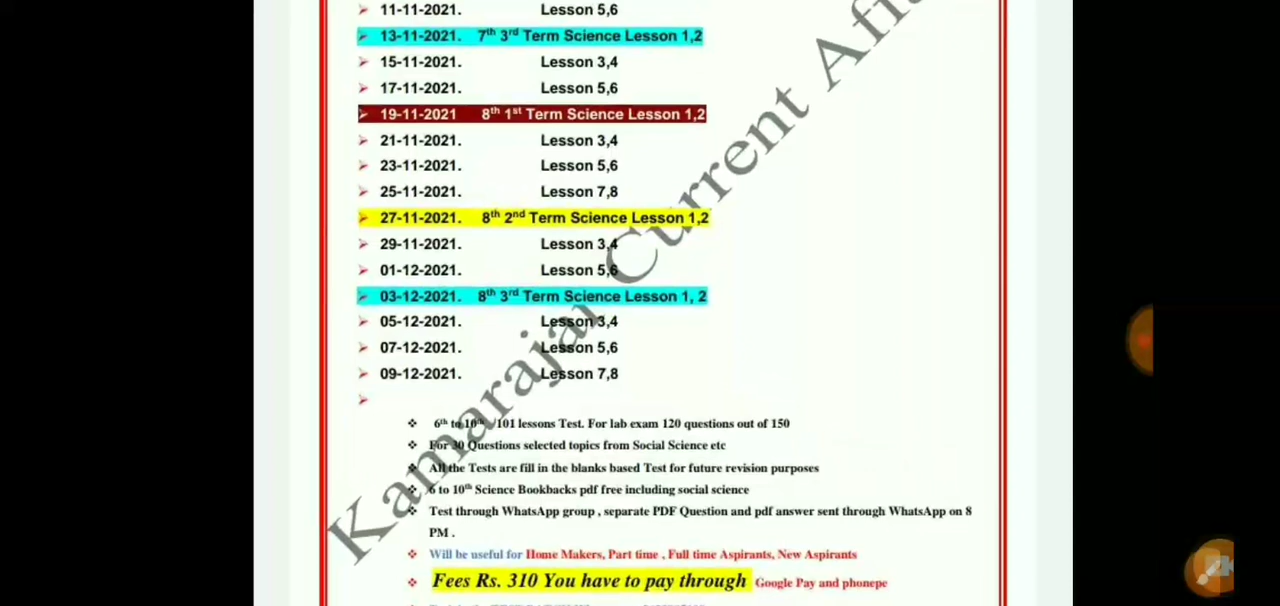 11-11-2021. Lesson 5,6
13-11-2021. 7th 3rd Term Science Lesson 1,2
15-11-2021. Lesson 3,4
17-11-2021. Lesson 5,6
19-11-2021 8th 1st Term Science Lesson 1,2
21-11-2021. Lesson 3,4
23-11-2021. Lesson 5,6
25-11-2021. Lesson 7,8
27-11-2021. 8th 2nd Term Science Lesson 1,2
29-11-2021. Lesson 3,4
01-12-2021. Lesson 5,6
03-12-2021. 8th 3rd Term Science Lesson 1, 2
05-12-2021. Lesson 3,4
07-12-2021. Lesson 5,6
09-12-2021. Lesson 7,8
6th to 10th /101 lessons Test. For lab exam 120 questions out of 150
For 30 Questions selected topics from Social Science etc
All the Tests are fill in the blanks based Test for future revision purposes
6 to 10th Science Bookbacks pdf free including social science
Test through WhatsApp group , separate PDF Question and pdf answer sent through WhatsApp on 8
PM .
Will be useful for Home Makers, Part time , Full time Aspirants, New Aspirants
Fees Rs. 310 You have to pay through Google Pay and phonepe
Kamarajar Current